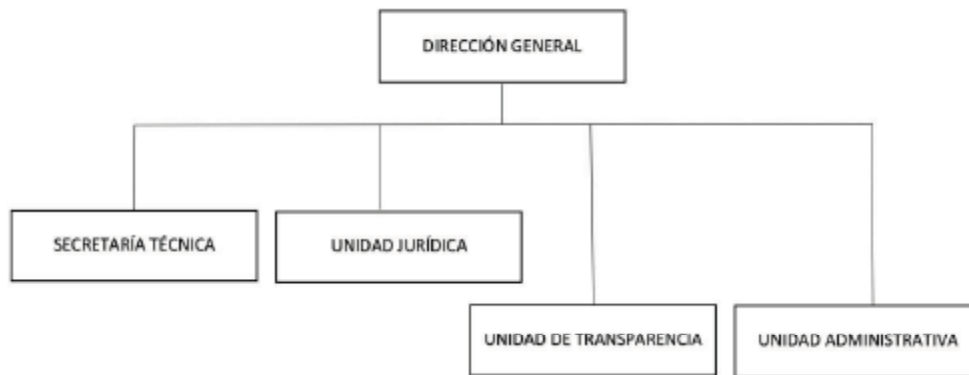 DIRECCIÓN GENERAL
SECRETARÍA TÉCNICA
UNIDAD JURÍDICA
UNIDAD DE TRANSPARENCIA
UNIDAD ADMINISTRATIVA